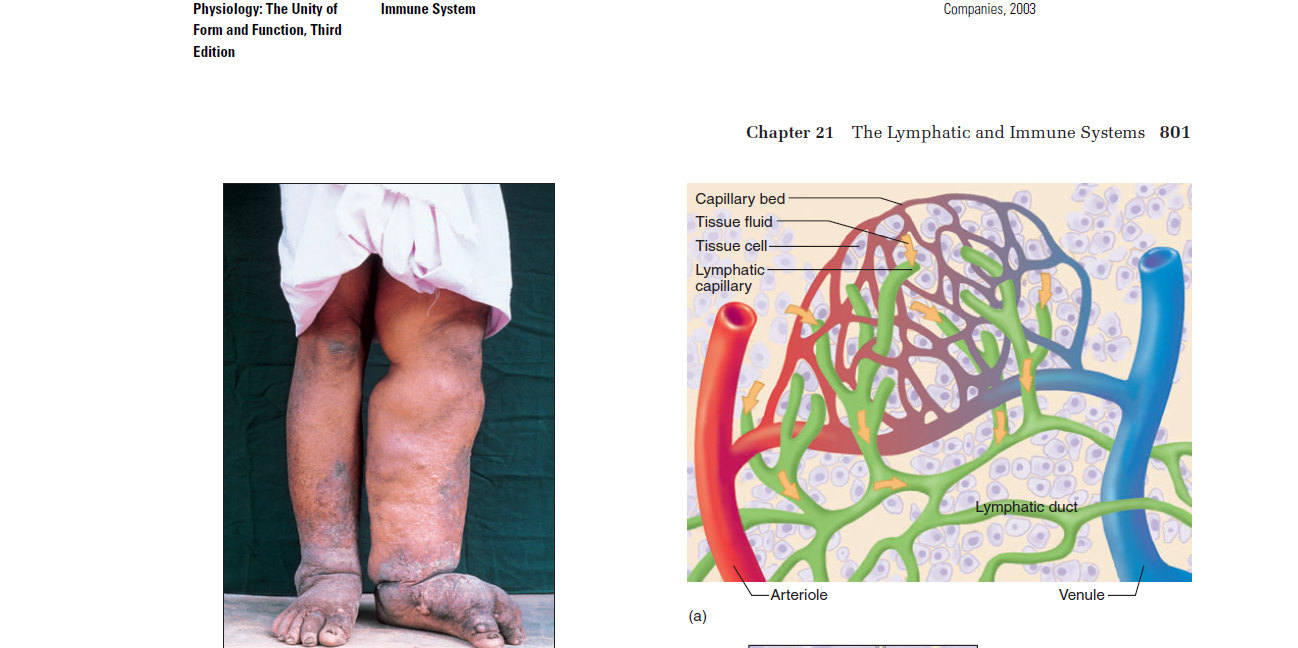 Physiology: The Unity of
Form and Function, Third
Edition
Immune System
Companies, 2003
Chapter 21 The Lymphatic and Immune Systems 801
Capillary bed
Tissue fluid
Tissue cell
Lymphatic
capillary
Lymphatic duct
Arteriole
Venule
(a)